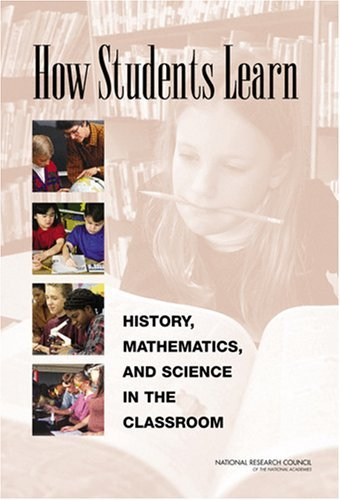 How Students Learn
HISTORY,
MATHEMATICS,
AND SCIENCE
IN THE
CLASSROOM
NATIONAL RESEARCH COUNCIL
OF THE NATIONAL ACADEMIES